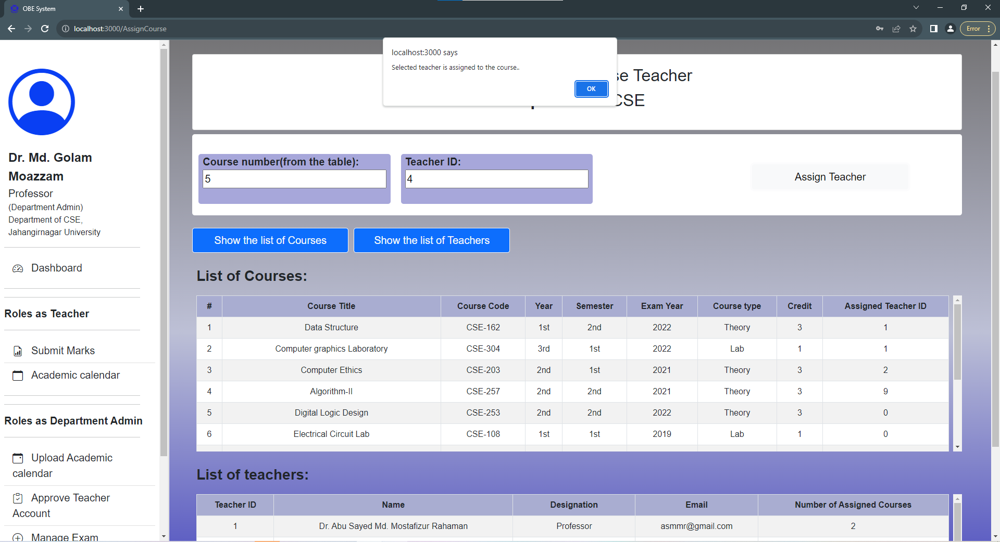 OBE System
localhost:3000/AssignCourse
Error
localhost:3000 says
Selected teacher is assigned to the course..
OK
se Teacher
CSE
Dr. Md. Golam
Moazzam
Professor
(Department Admin)
Department of CSE,
Jahangirnagar University
Dashboard
Roles as Teacher
Submit Marks
Academic calendar
Roles as Department Admin
Upload Academic
calendar
Approve Teacher
Account
Manage Exam
Course number(from the table):
5
Teacher ID:
4
Assign Teacher
Show the list of Courses
Show the list of Teachers
List of Courses:
# Course Title Course Code Year Semester Exam Year Course type Credit Assigned Teacher ID
1 Data Structure CSE-162 1st 2nd 2022 Theory 3 1
2 Computer graphics Laboratory CSE-304 3rd 1st 2022 Lab 1 1
3 Computer Ethics CSE-203 2nd 1st 2021 Theory 3 2
4 Algorithm-II CSE-257 2nd 2nd 2021 Theory 3 9
5 Digital Logic Design CSE-253 2nd 2nd 2022 Theory 3 0
6 Electrical Circuit Lab CSE-108 1st 1st 2019 Lab 1 0
List of teachers:
Teacher ID Name Designation Email Number of Assigned Courses
1 Dr. Abu Sayed Md. Mostafizur Rahaman Professor asmmr@gmail.com 2